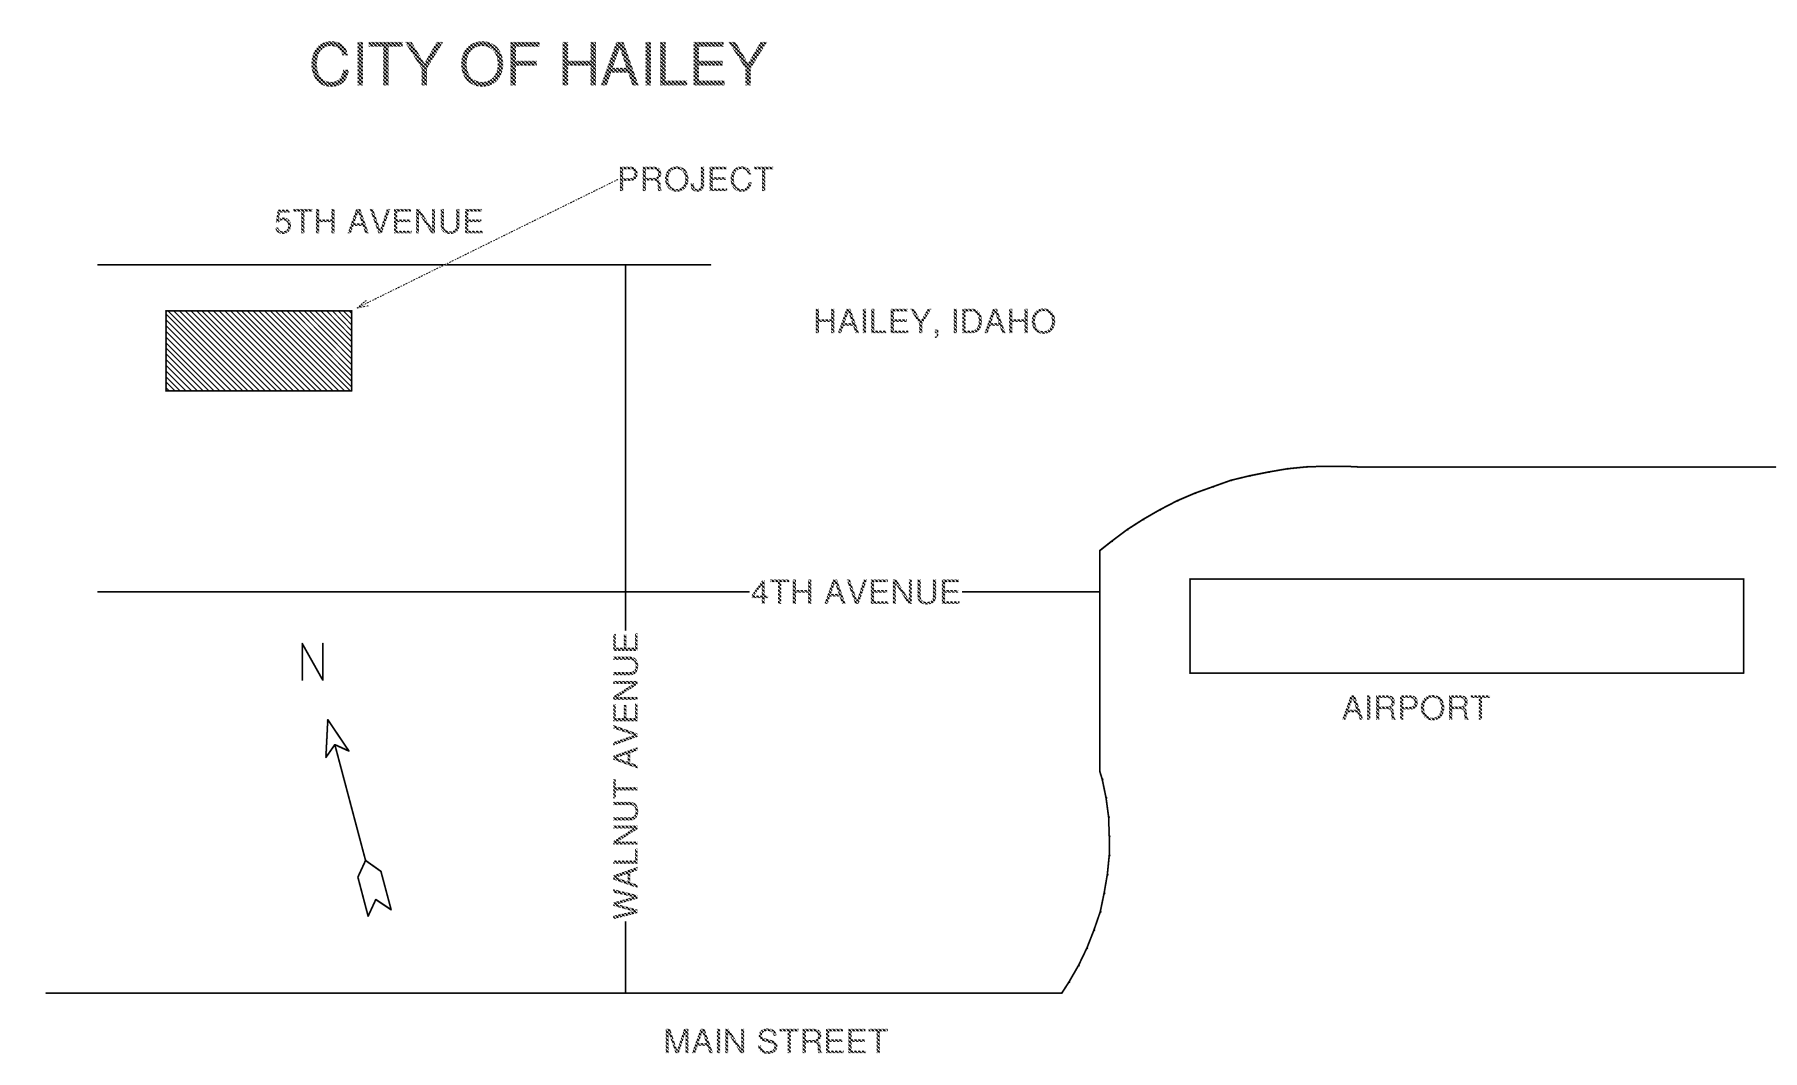 CITY OF HAILEY
PROJECT
5TH AVENUE
HAILEY, IDAHO
4TH AVENUE
N
WALNUT AVENUE
AIRPORT
MAIN STREET